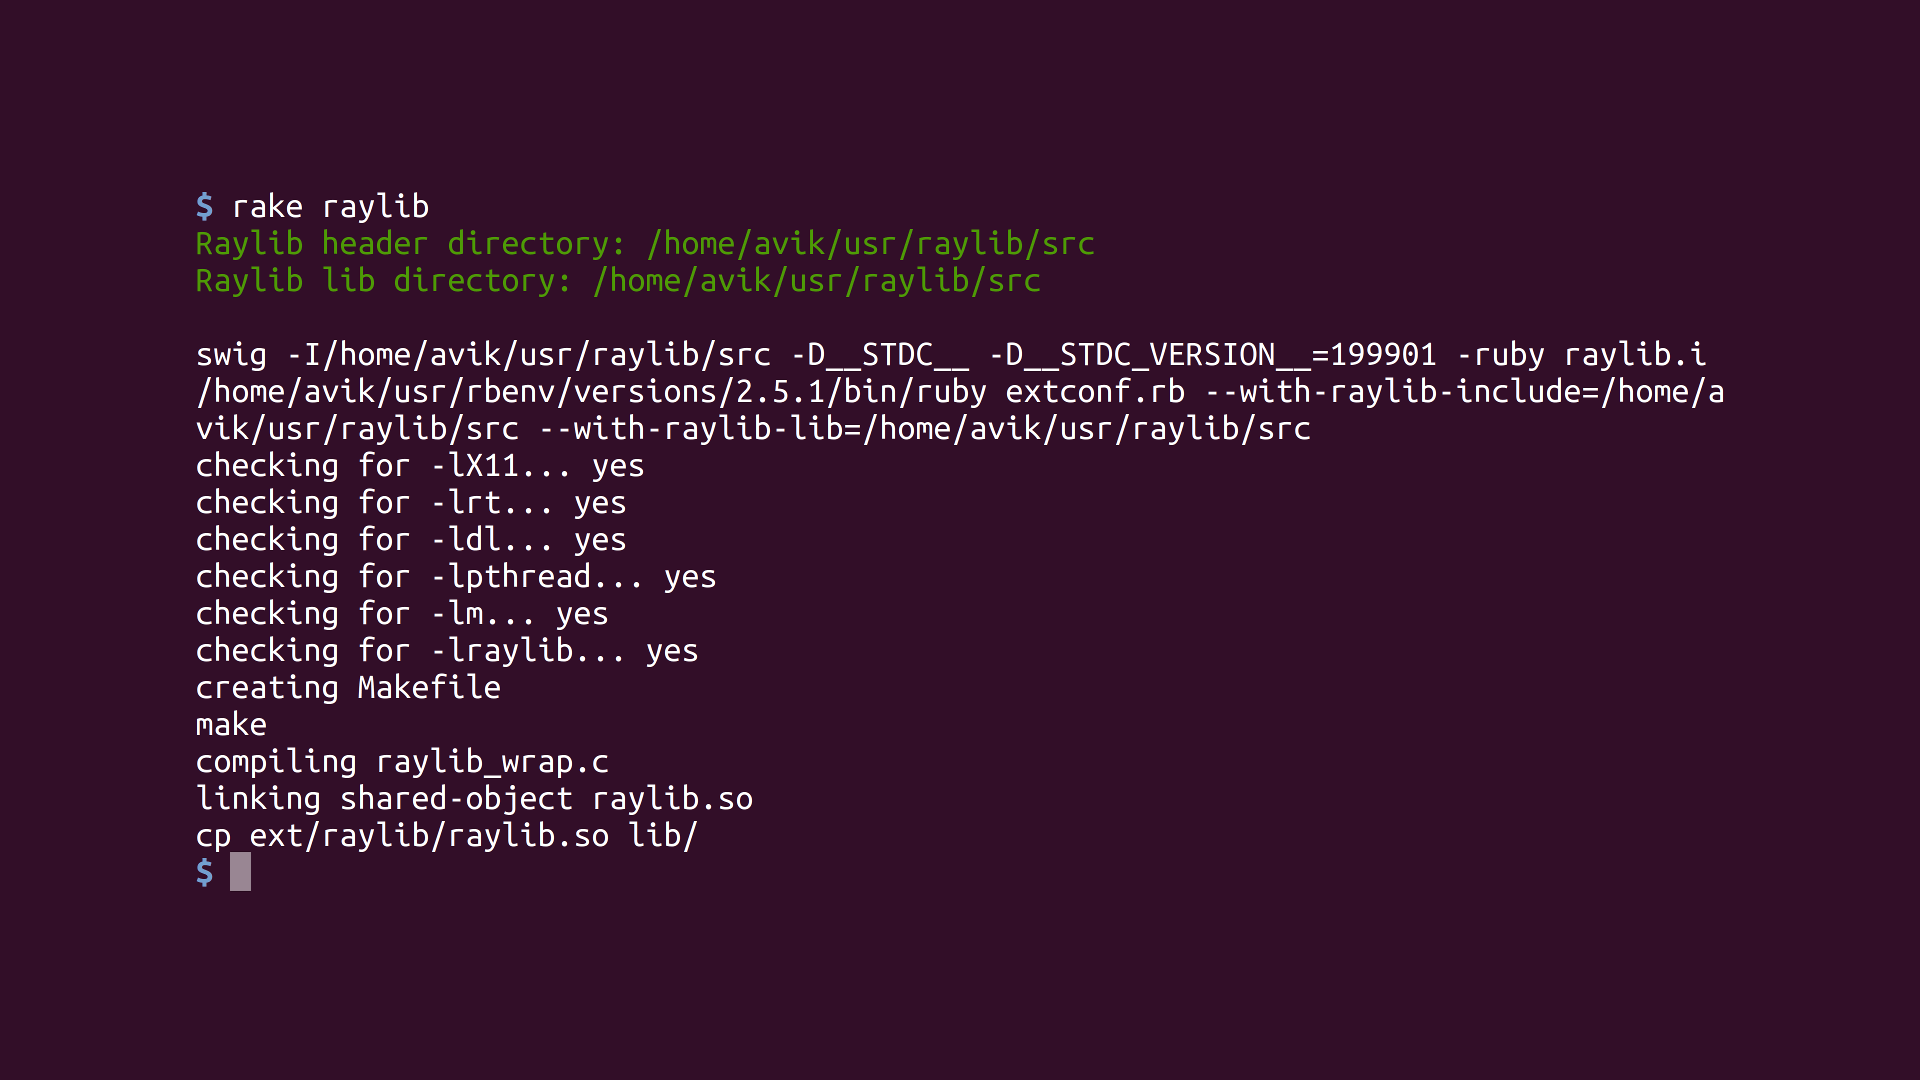 $ rake raylib
Raylib header directory: /home/avik/usr/raylib/src
Raylib lib directory: /home/avik/usr/raylib/src
swig -I/home/avik/usr/raylib/src -D__STDC__ -D__STDC_VERSION__=199901 -ruby raylib.i
/home/avik/usr/rbenv/versions/2.5.1/bin/ruby extconf.rb --with-raylib-include=/home/a
vik/usr/raylib/src --with-raylib-lib=/home/avik/usr/raylib/src
checking for -lX11... yes
checking for -lrt... yes
checking for -ldl... yes
checking for -lpthread... yes
checking for -lm... yes
checking for -lraylib... yes
creating Makefile
make
compiling raylib_wrap.c
linking shared-object raylib.so
cp ext/raylib/raylib.so lib/
$